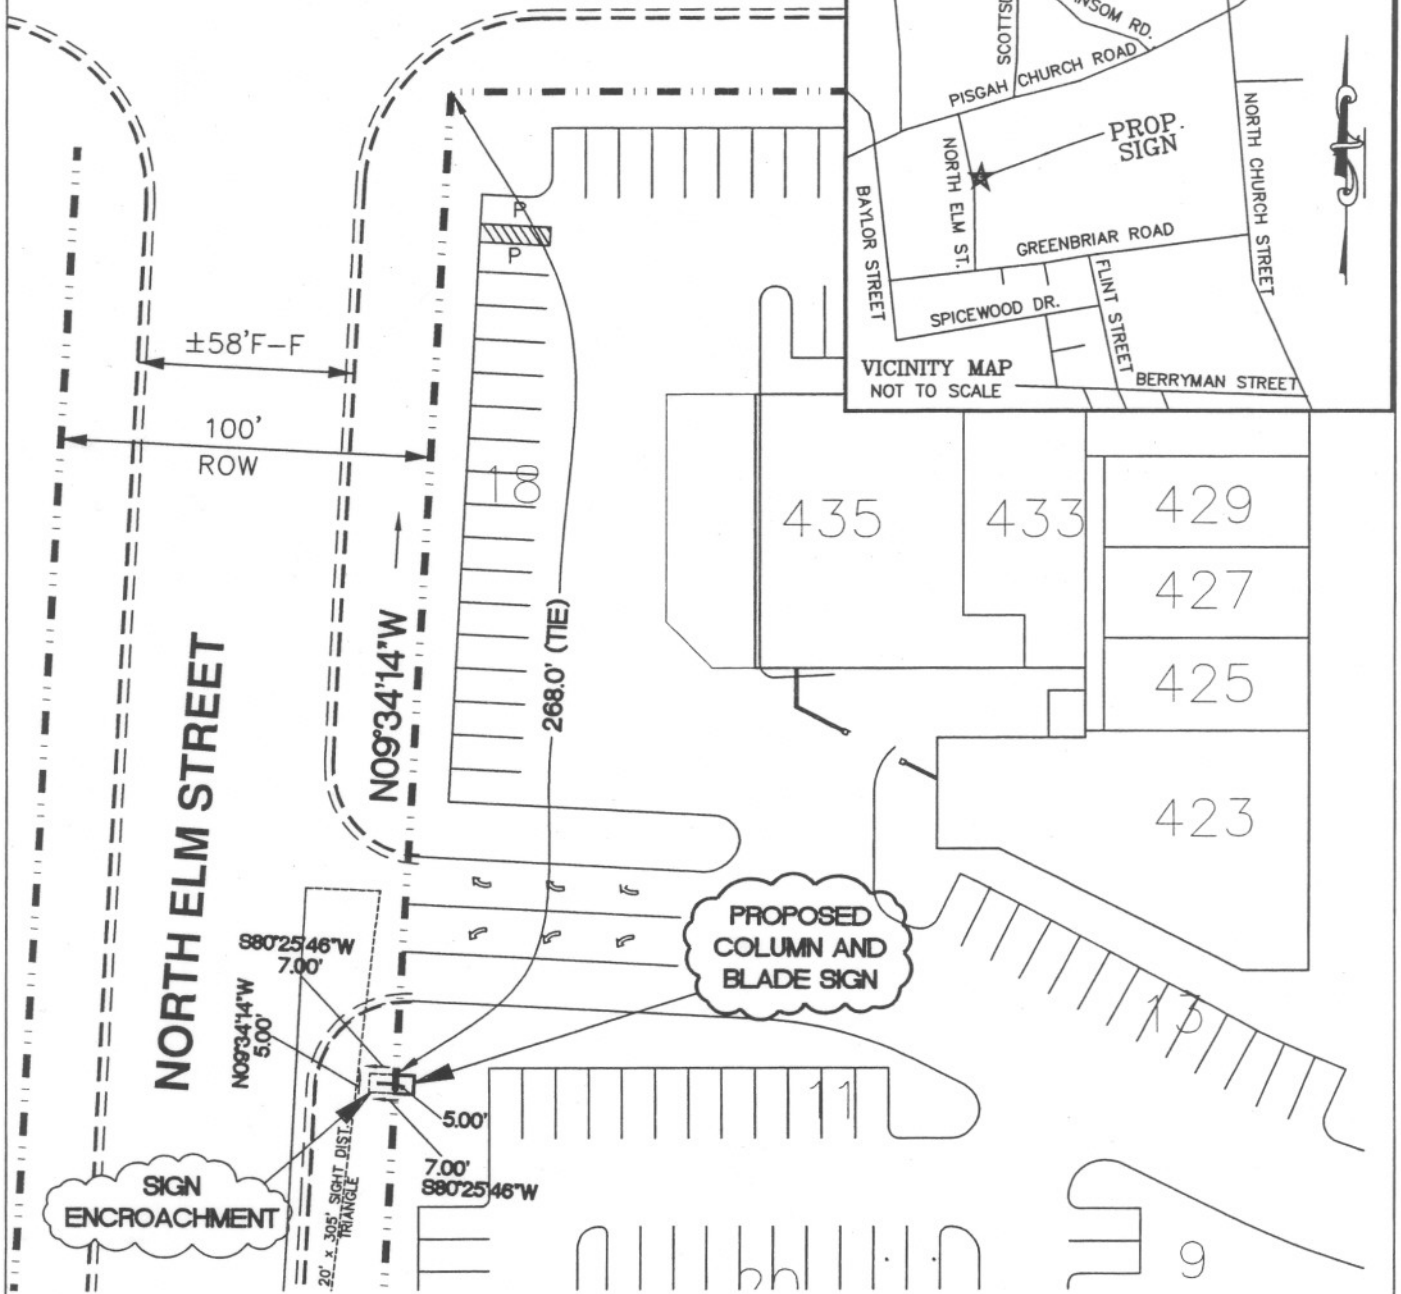 NSOM RD.
PISGAH CHURCH ROAD
PROP.
SIGN
NORTH CHURCH STREET
NORTH ELM ST.
BAYLOR STREET
GREENBRIAR ROAD
FLINT STREET
SPICEWOOD DR.
VICINITY MAP
NOT TO SCALE
BERRYMAN STREET
P
P
±58'F-F
100'
ROW
18
435
433
429
427
425
423
268.0' (TIE)
N09°34'14"W
NORTH ELM STREET
PROPOSED
COLUMN AND
BLADE SIGN
S80°25'46"W
7.00'
N09°34'14"W
5.00'
13
11
5.00'
7.00'
S80°25'46"W
SIGN
ENCROACHMENT
20' x 305' SIGHT DIST.
TRIANGLE
9